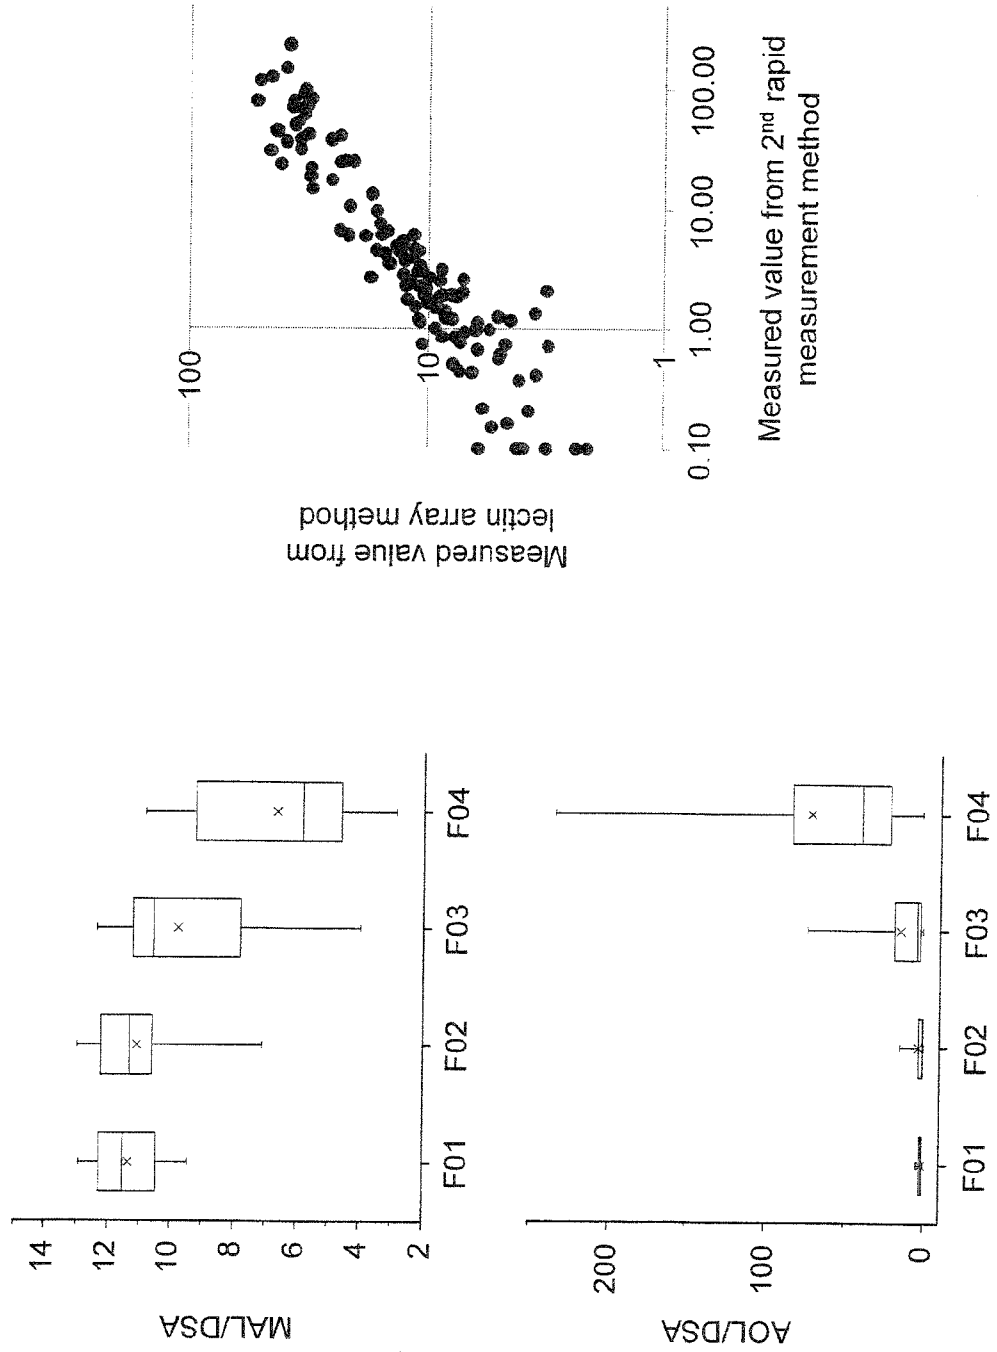 MAL/DSA
14
12
10
8
6
4
2
F01
F02
F03
F04
AOL/DSA
200
100
0
F01
F02
F03
F04
Measured value from
lectin array method
100
10
1
0.10
1.00
10.00
100.00
Measured value from 2nd rapid
measurement method